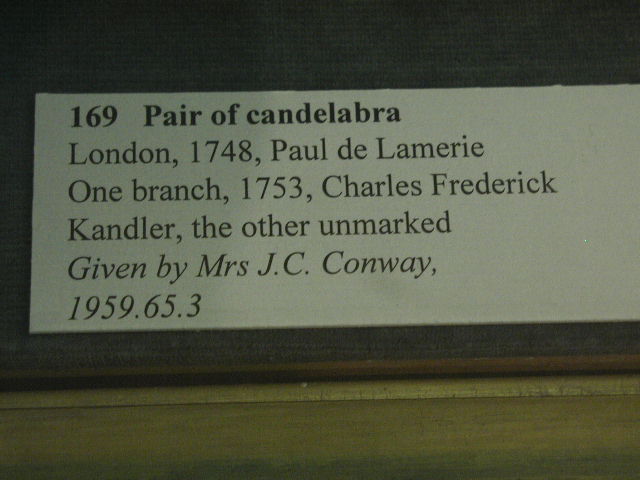 169 Pair of candelabra
London, 1748, Paul de Lamerie
One branch, 1753, Charles Frederick
Kandler, the other unmarked
Given by Mrs J.C. Conway,
1959.65.3